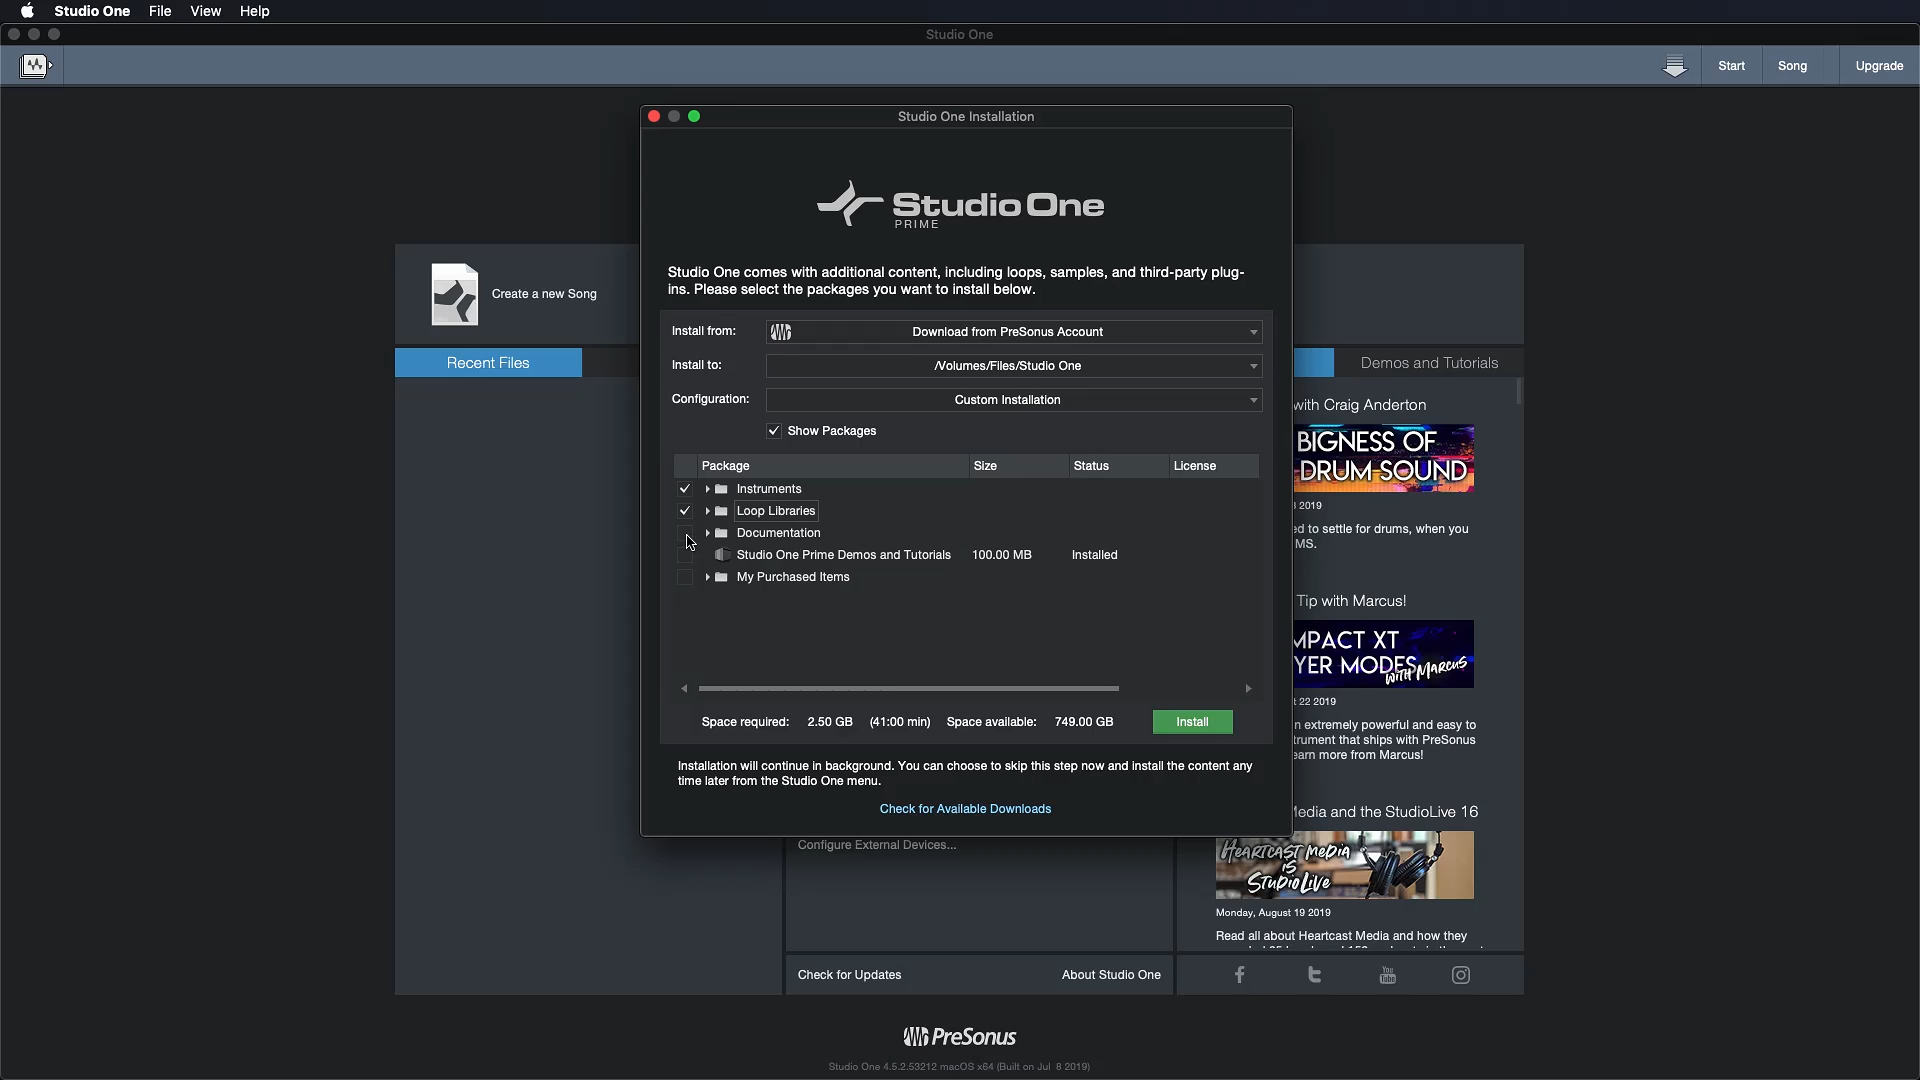 Studio One File View Help
Studio One
Start Song Upgrade
Studio One Installation
Studio One
PRIME
Studio One comes with additional content, including loops, samples, and third-party plug-
ins. Please select the packages you want to install below.
Install from: Download from PreSonus Account
Install to: /Volumes/Files/Studio One
Configuration: Custom Installation
Show Packages
Package Size Status License
Instruments
Loop Libraries
Documentation
Studio One Prime Demos and Tutorials 100.00 MB Installed
My Purchased Items
Space required: 2.50 GB (41:00 min) Space available: 749.00 GB Install
Installation will continue in background. You can choose to skip this step now and install the content any
time later from the Studio One menu.
Check for Available Downloads
Create a new Song
Recent Files
Demos and Tutorials
with Craig Anderton
BIGNESS OF
DRUM SOUND
2019
ed to settle for drums, when you
MS.
Tip with Marcus!
MPACT XT
YER MODES
WITH MARCUS
t 22 2019
n extremely powerful and easy to
trument that ships with PreSonus
earn more from Marcus!
Media and the StudioLive 16
HEARTCAST MEDIA
IS
STUDIOLIVE
Monday, August 19 2019
Read all about Heartcast Media and how they
Configure External Devices...
Check for Updates About Studio One
You
Tube
PreSonus
Studio One 4.5.2.53212 macOS x64 (Built on Jul 8 2019)